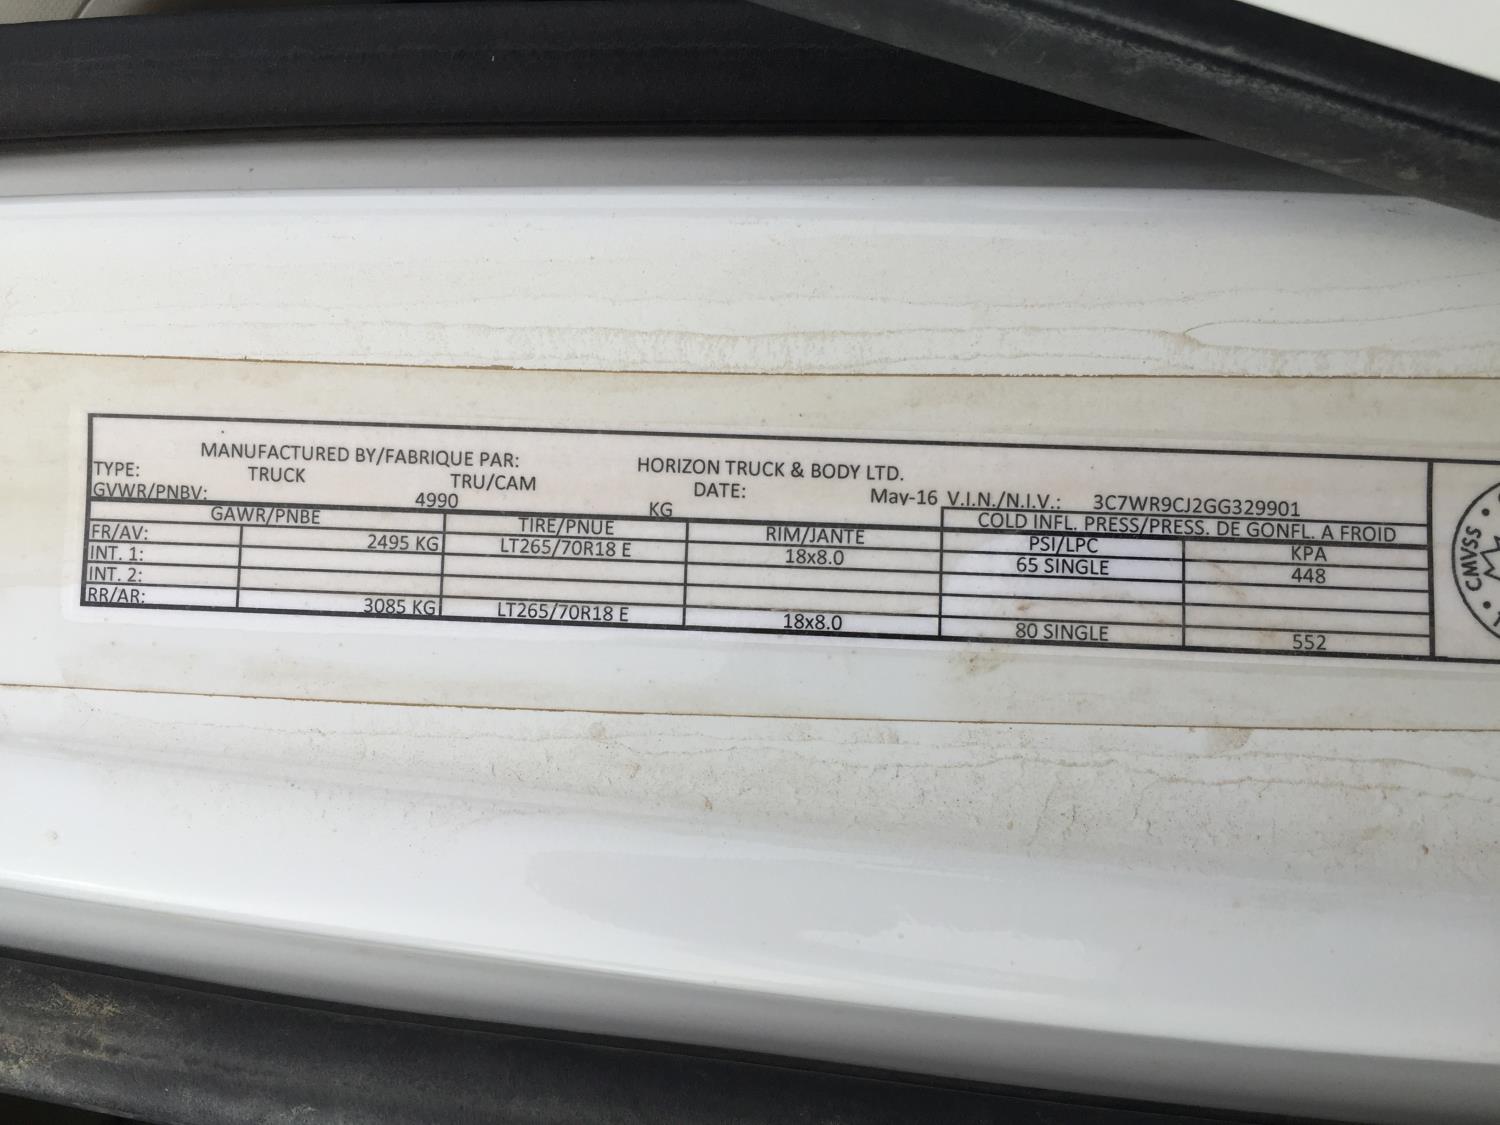 MANUFACTURED BY/FABRIQUE PAR: HORIZON TRUCK & BODY LTD.
TYPE: TRUCK TRU/CAM DATE: May-16 V.I.N./N.I.V.: 3C7WR9CJ2GG329901
GVWR/PNBV: 4990 KG
GAWR/PNBE TIRE/PNUE RIM/JANTE COLD INFL. PRESS/PRESS. DE GONFL. A FROID
PSI/LPC KPA
FR/AV: 2495 KG LT265/70R18 E 18x8.0 65 SINGLE 448
INT. 1:
INT. 2:
RR/AR: 3085 KG LT265/70R18 E 18x8.0 80 SINGLE 552
CMVSS